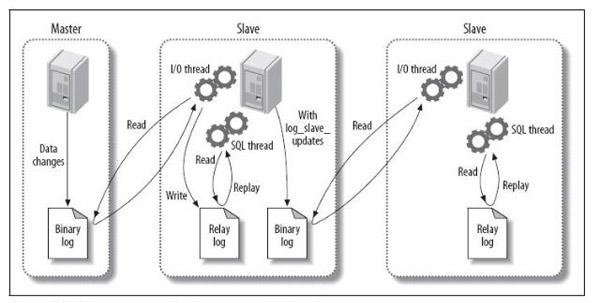 Master
Data
changes
Read
Binary
log
Slave
I/O thread
SQL thread
Read
Replay
Write
Relay
log
With
log_slave_
updates
Binary
log
Read
Slave
I/O thread
SQL thread
Read
Replay
Relay
log